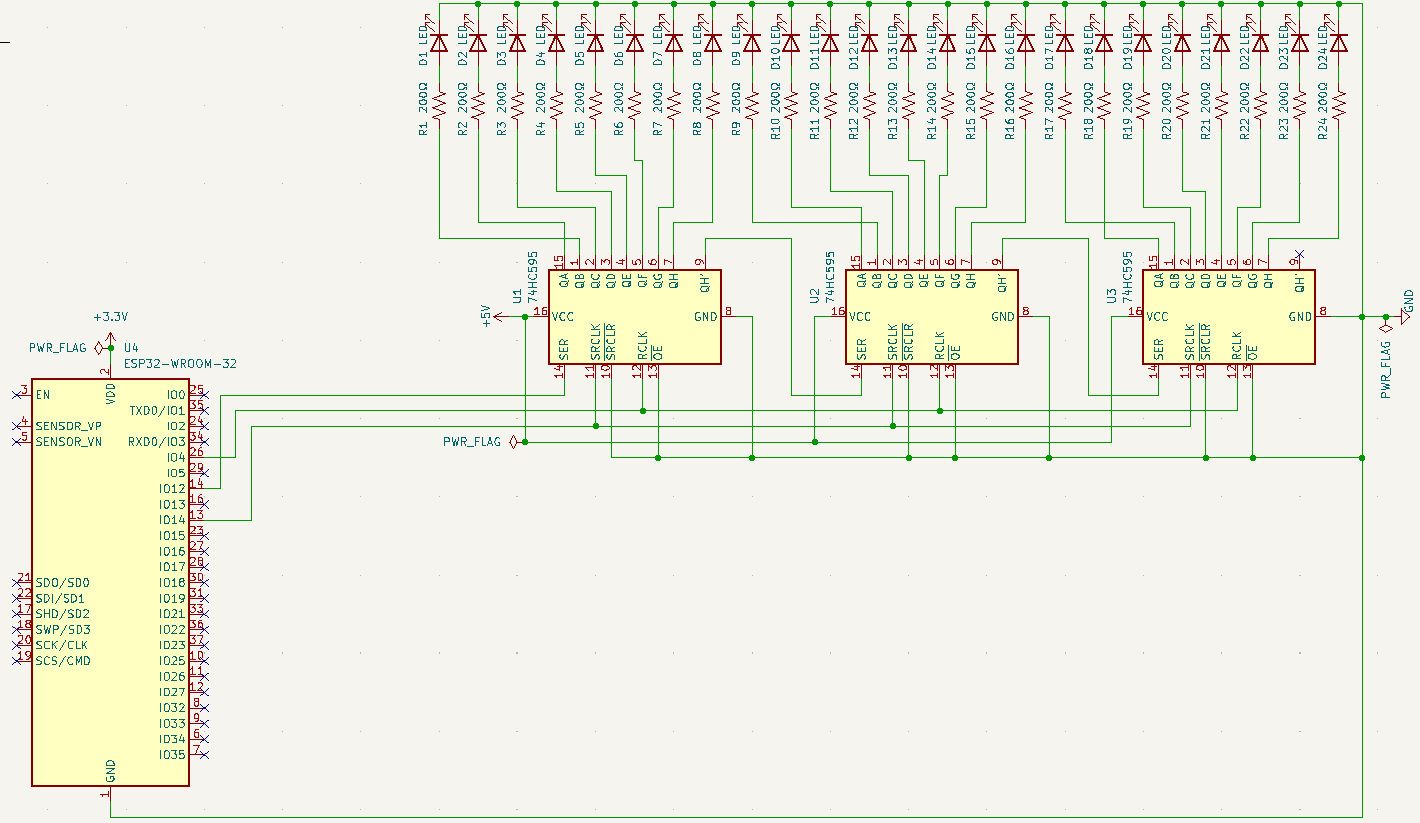 D1 LED
D2 LED
D3 LED
D4 LED
D5 LED
D6 LED
D7 LED
D8 LED
D9 LED
D10 LED
D11 LED
D12 LED
D13 LED
D14 LED
D15 LED
D16 LED
D17 LED
D18 LED
D19 LED
D20 LED
D21 LED
D22 LED
D23 LED
D24 LED
R1 200Ω
R2 200Ω
R3 200Ω
R4 200Ω
R5 200Ω
R6 200Ω
R7 200Ω
R8 200Ω
R9 200Ω
R10 200Ω
R11 200Ω
R12 200Ω
R13 200Ω
R14 200Ω
R15 200Ω
R16 200Ω
R17 200Ω
R18 200Ω
R19 200Ω
R20 200Ω
R21 200Ω
R22 200Ω
R23 200Ω
R24 200Ω
U1
74HC595
15 1 2 3 4 5 6 7 9
QA QB QC QD QE QF QG QH QH'
+5V
16 VCC
GND 8
SER SRCLK SRCLR RCLK OE
14 11 10 12 13
U2
74HC595
15 1 2 3 4 5 6 7 9
QA QB QC QD QE QF QG QH QH'
16 VCC
GND 8
SER SRCLK SRCLR RCLK OE
14 11 10 12 13
U3
74HC595
15 1 2 3 4 5 6 7 9
QA QB QC QD QE QF QG QH QH'
16 VCC
GND 8
SER SRCLK SRCLR RCLK OE
14 11 10 12 13
GND
PWR_FLAG
PWR_FLAG
+3.3V
PWR_FLAG
U4
ESP32-WROOM-32
2
VDD
3 EN
4 SENSOR_VP
5 SENSOR_VN
21 SDO/SD0
22 SDI/SD1
17 SHD/SD2
18 SWP/SD3
20 SCK/CLK
19 SCS/CMD
IO0 25
TXD0/IO1 35
IO2 24
RXD0/IO3 34
IO4 26
IO5 29
IO12 14
IO13 16
IO14 13
IO15 23
IO16 27
IO17 28
IO18 30
IO19 31
IO21 33
IO22 36
IO23 37
IO25 10
IO26 11
IO27 12
IO32 8
IO33 9
IO34 6
IO35 7
GND
1